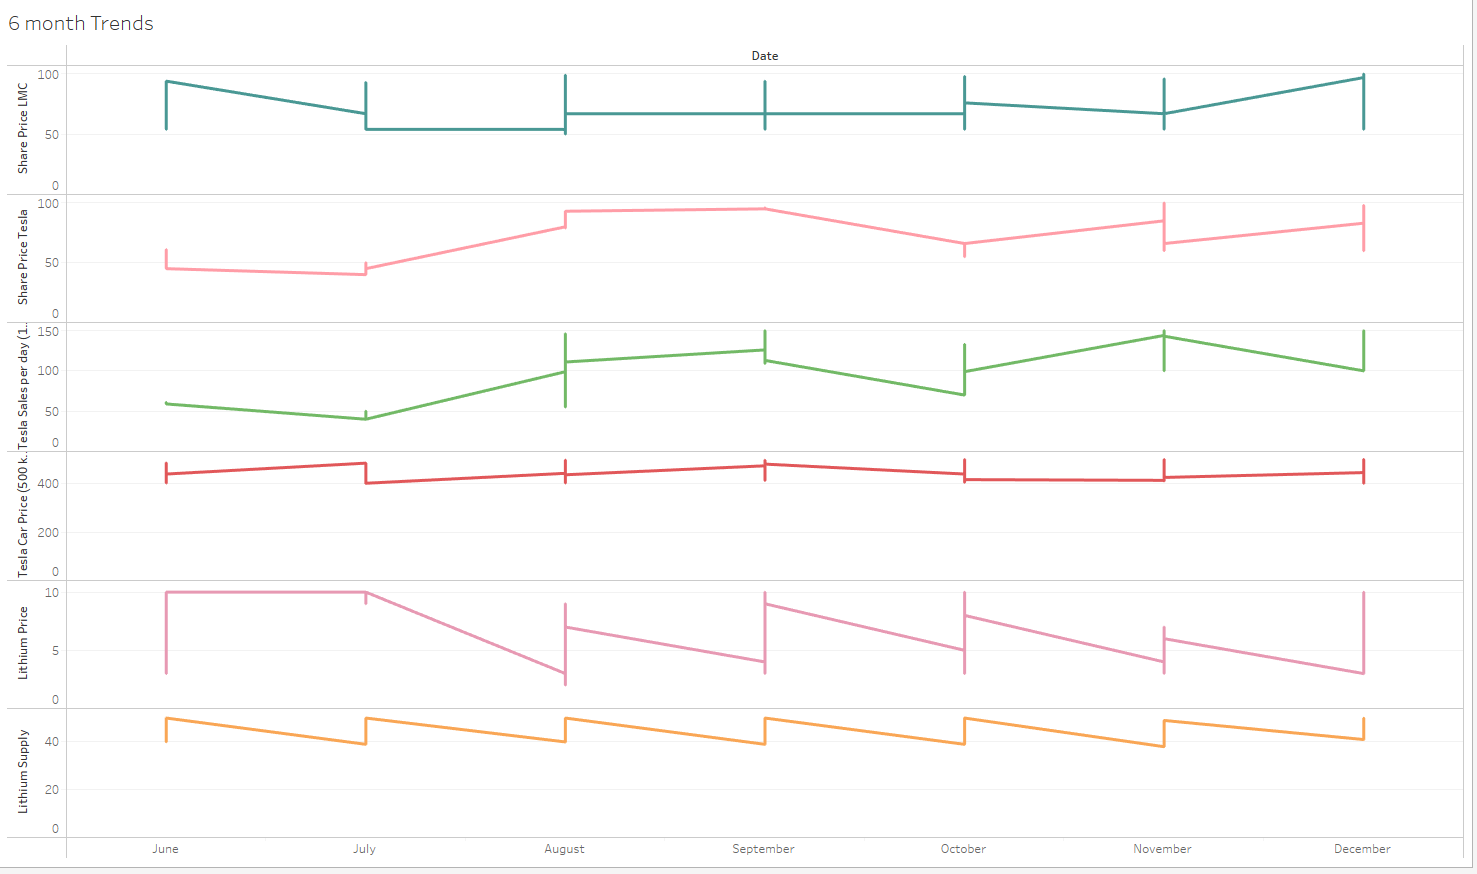 6 month Trends
Date
Share Price LMC
100
50
0
Share Price Tesla
100
50
0
Tesla Sales per day (1..
150
100
50
0
Tesla Car Price (500 k..
400
200
0
Lithium Price
10
5
0
Lithium Supply
40
20
0
June July August September October November December